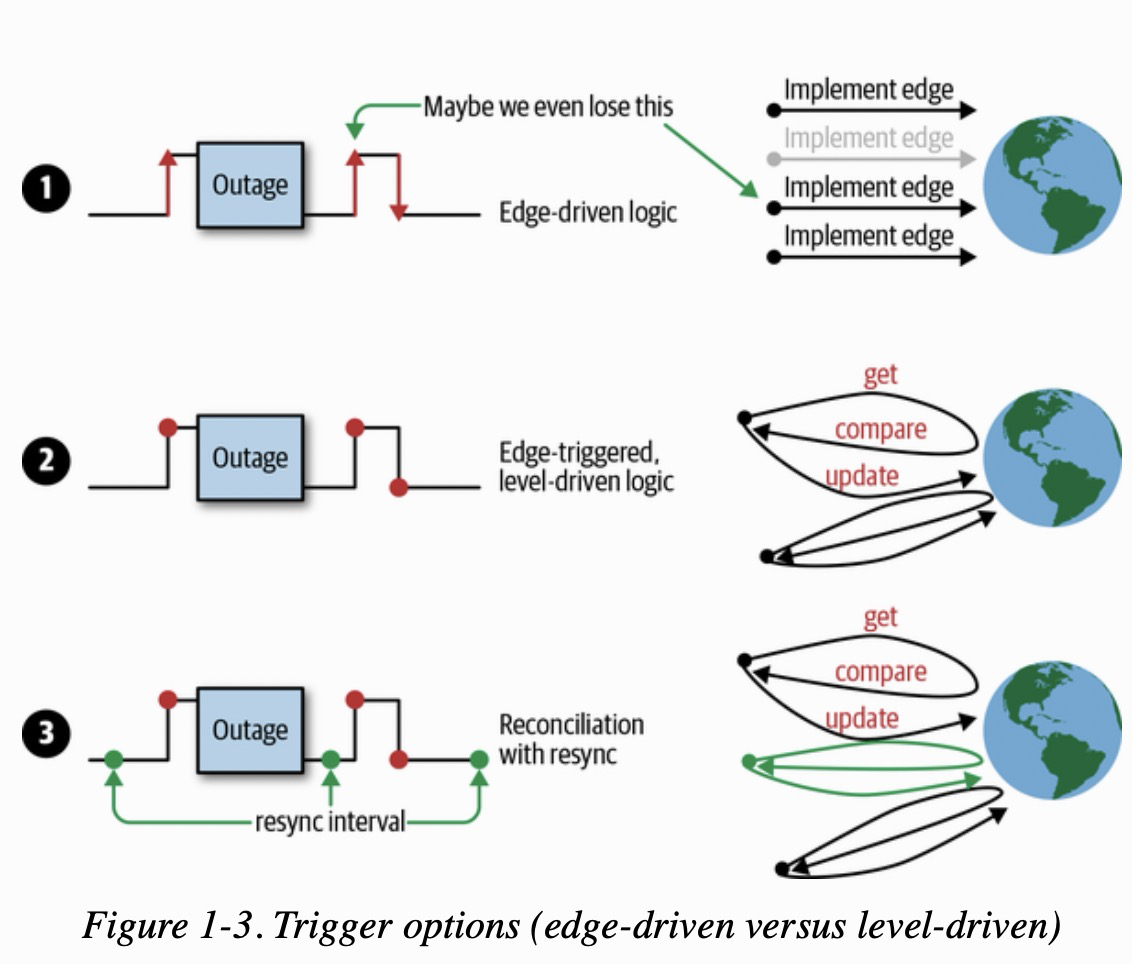 Maybe we even lose this
1
Outage
Edge-driven logic
Implement edge
Implement edge
Implement edge
Implement edge
2
Outage
Edge-triggered,
level-driven logic
get
compare
update
3
Outage
Reconciliation
with resync
resync interval
get
compare
update
Figure 1-3. Trigger options (edge-driven versus level-driven)